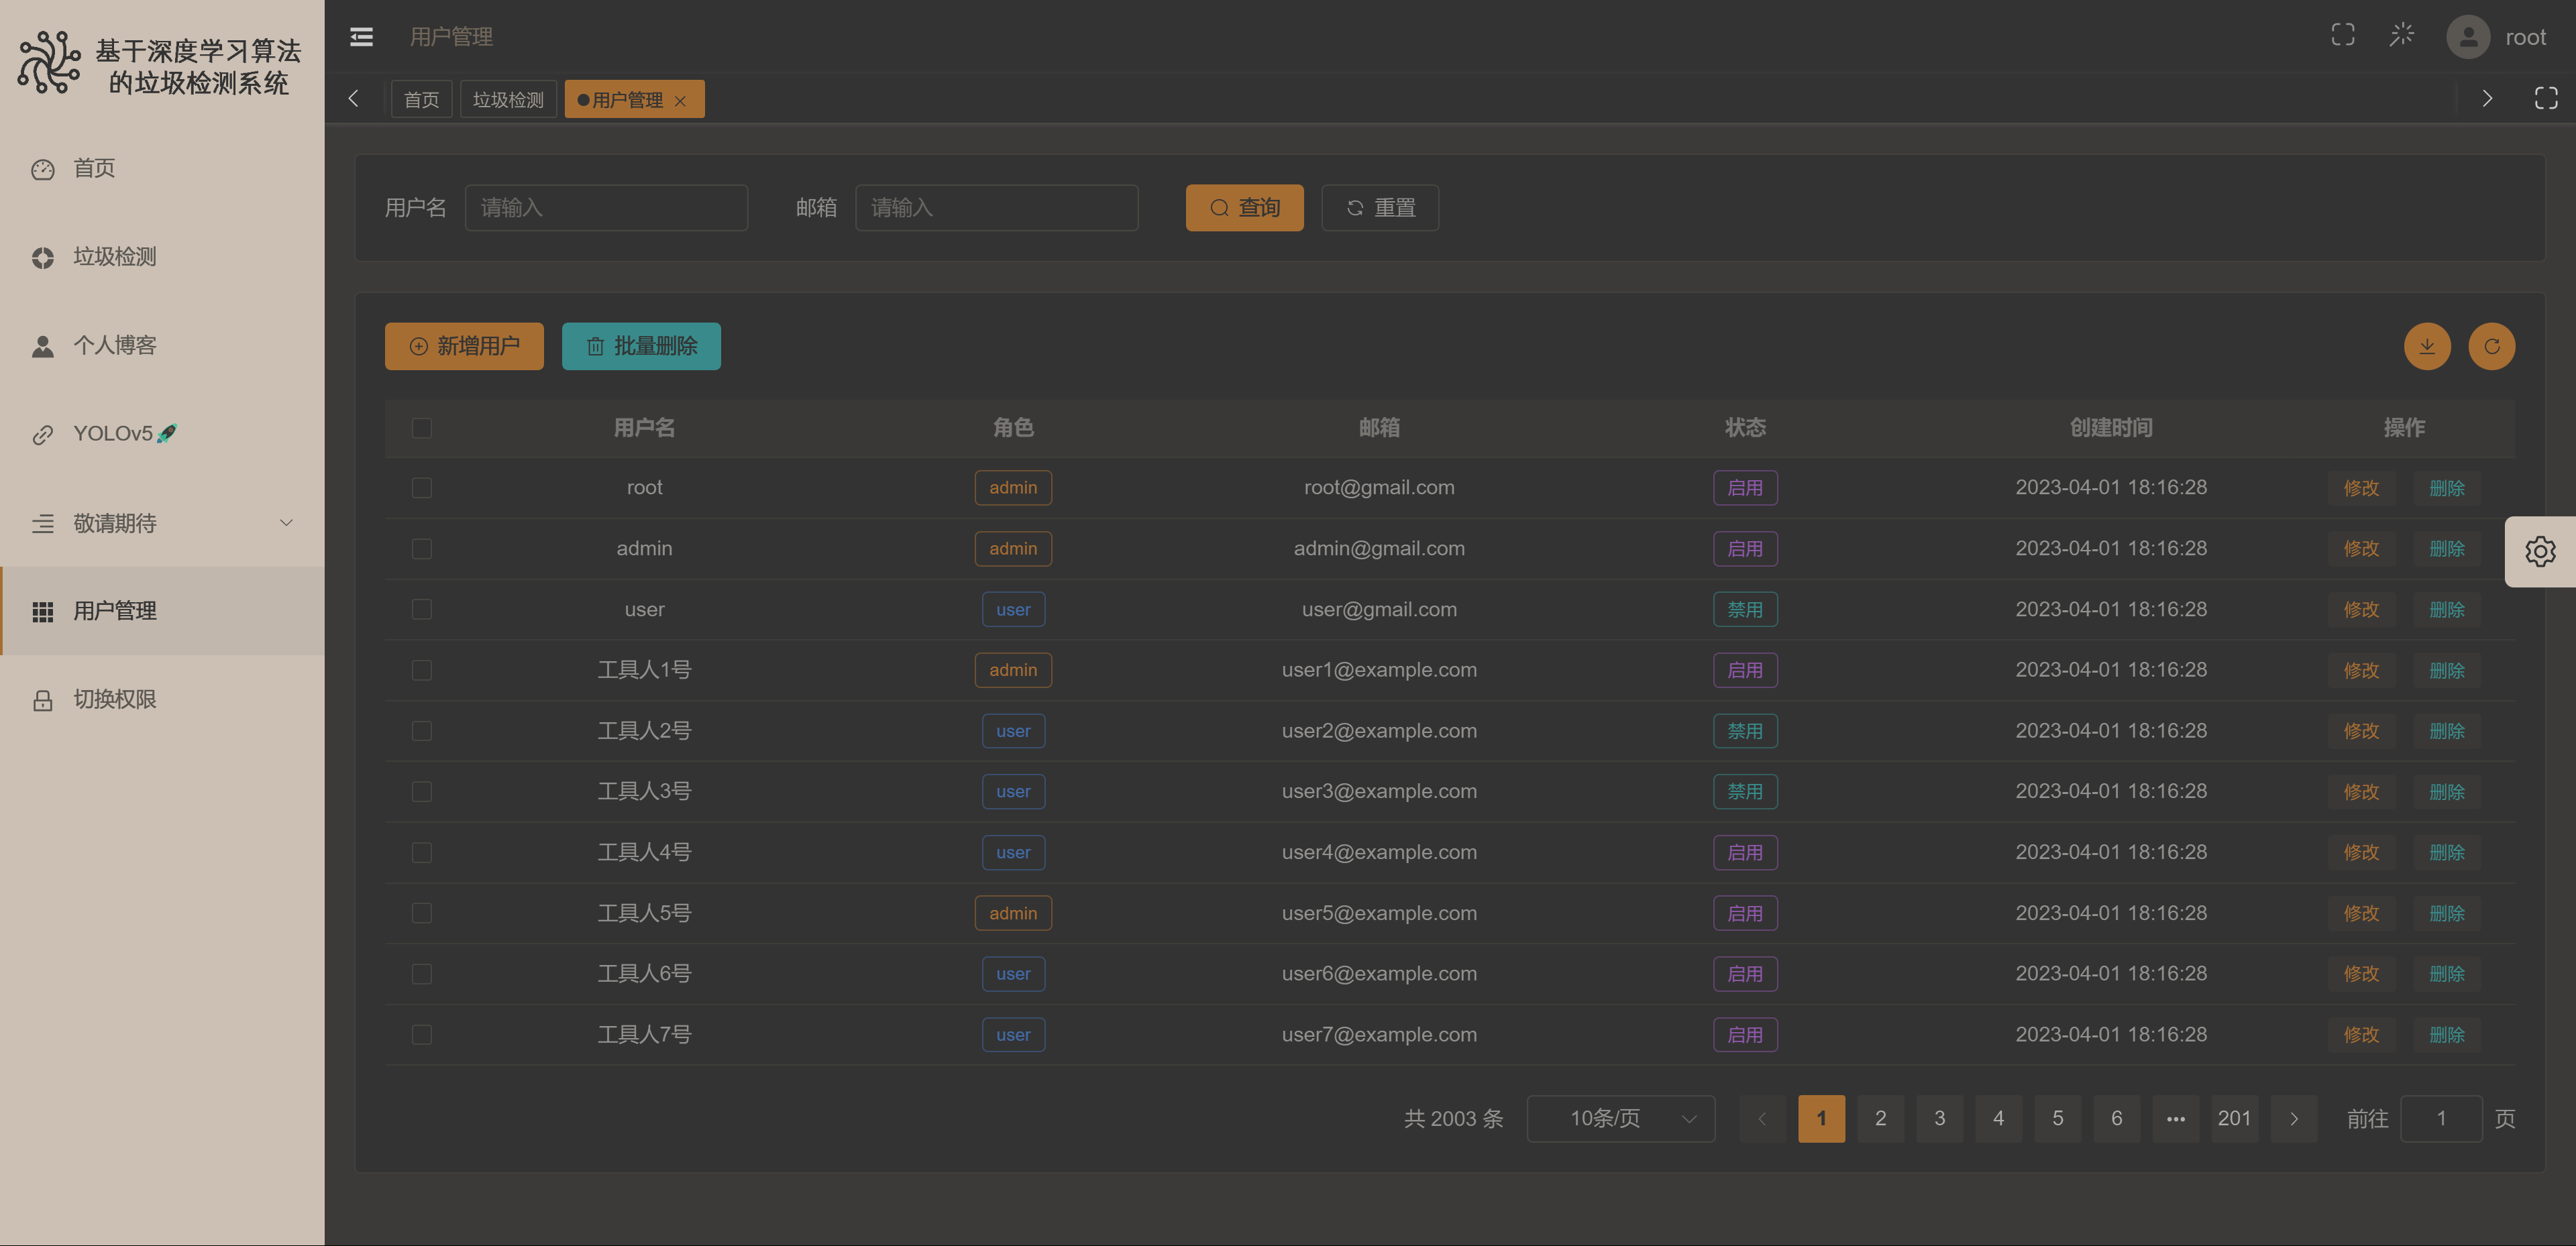 基于深度学习算法
的垃圾检测系统
首页
垃圾检测
个人博客
YOLOv5🚀
敬请期待
用户管理
切换权限
用户管理
root
首页 垃圾检测 用户管理
用户名 请输入 邮箱 请输入 查询 重置
新增用户 批量删除
用户名 角色 邮箱 状态 创建时间 操作
root admin root@gmail.com 启用 2023-04-01 18:16:28 修改 删除
admin admin admin@gmail.com 启用 2023-04-01 18:16:28 修改 删除
user user user@gmail.com 禁用 2023-04-01 18:16:28 修改 删除
工具人1号 admin user1@example.com 启用 2023-04-01 18:16:28 修改 删除
工具人2号 user user2@example.com 禁用 2023-04-01 18:16:28 修改 删除
工具人3号 user user3@example.com 禁用 2023-04-01 18:16:28 修改 删除
工具人4号 user user4@example.com 启用 2023-04-01 18:16:28 修改 删除
工具人5号 admin user5@example.com 启用 2023-04-01 18:16:28 修改 删除
工具人6号 user user6@example.com 启用 2023-04-01 18:16:28 修改 删除
工具人7号 user user7@example.com 启用 2023-04-01 18:16:28 修改 删除
共 2003 条 10条/页 1 2 3 4 5 6 ••• 201 前往 1 页